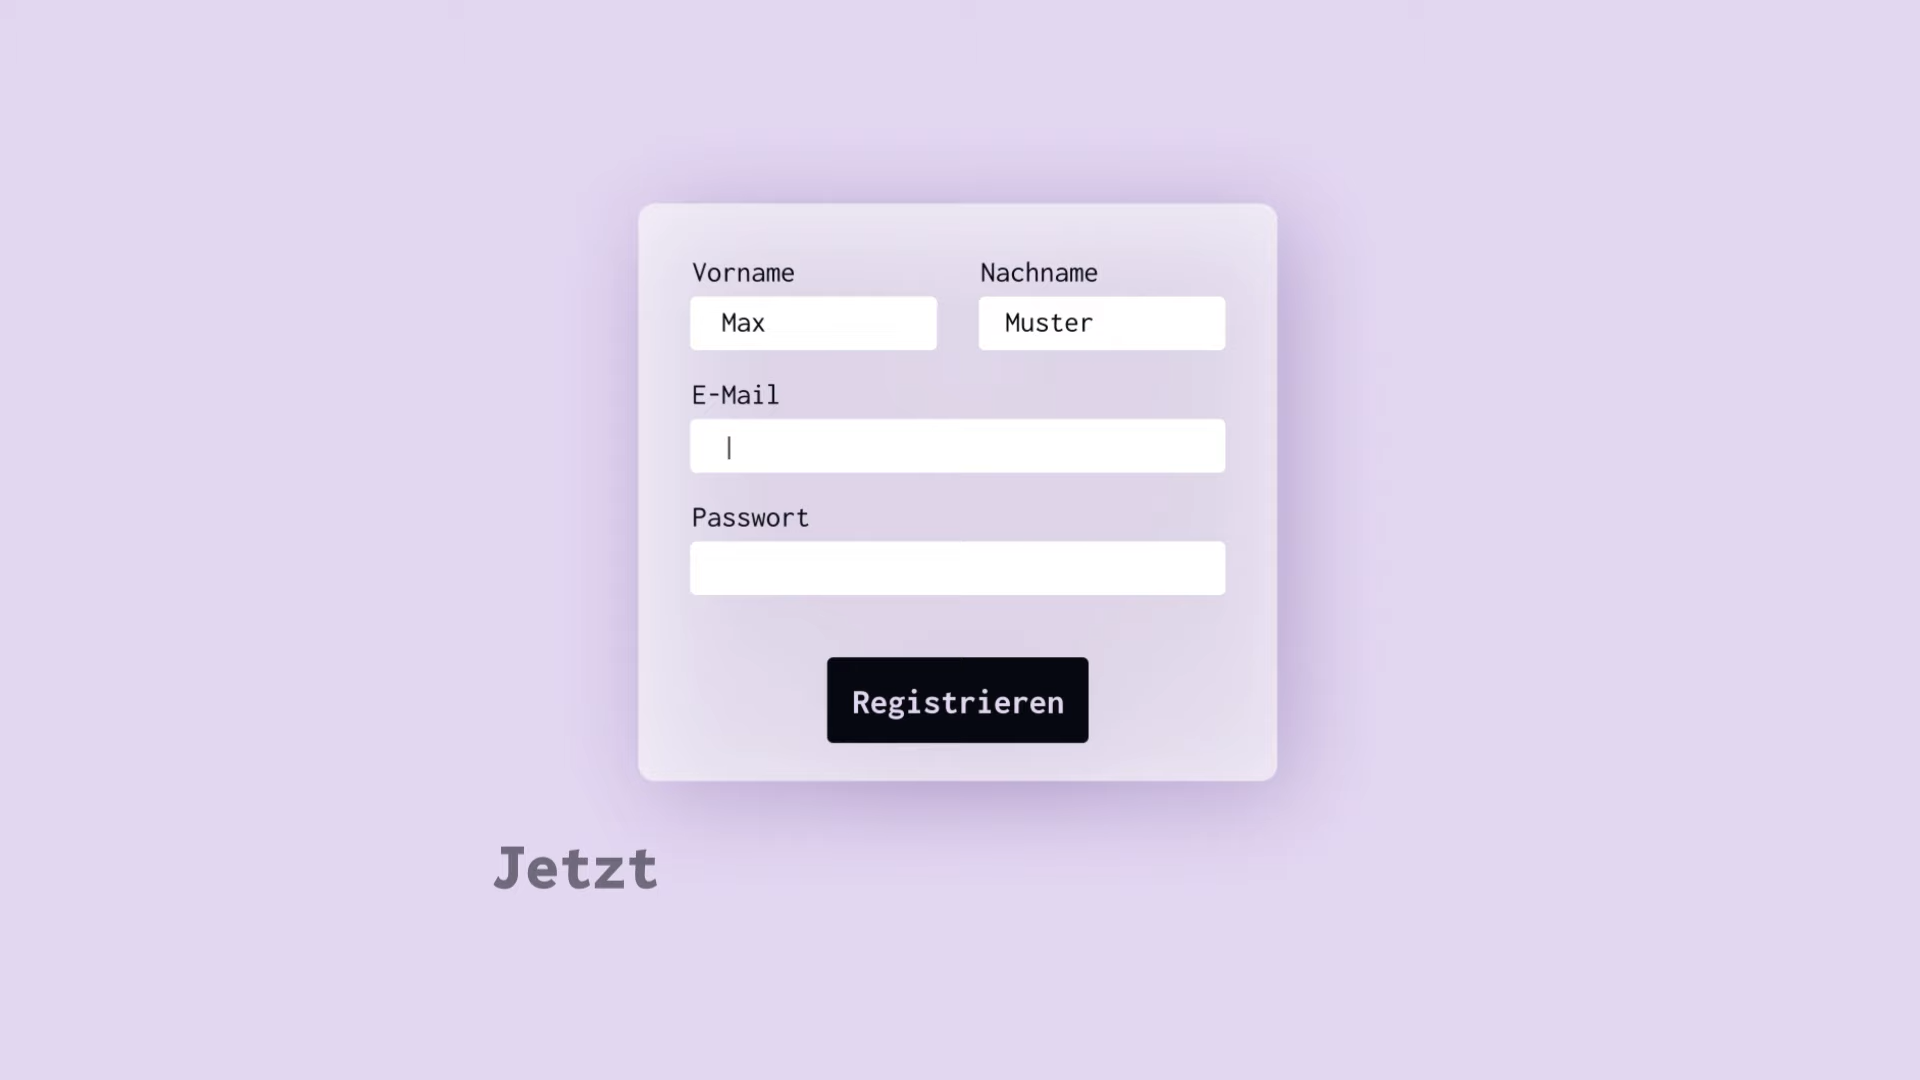 Vorname Nachname
Max Muster
E-Mail
Passwort
Registrieren
Jetzt